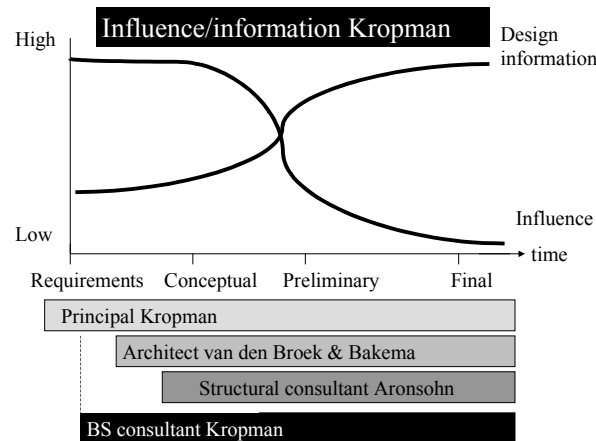 Influence/information Kropman
High
Design
information
Low
Influence
time
Requirements Conceptual Preliminary Final
Principal Kropman
Architect van den Broek & Bakema
Structural consultant Aronsohn
BS consultant Kropman